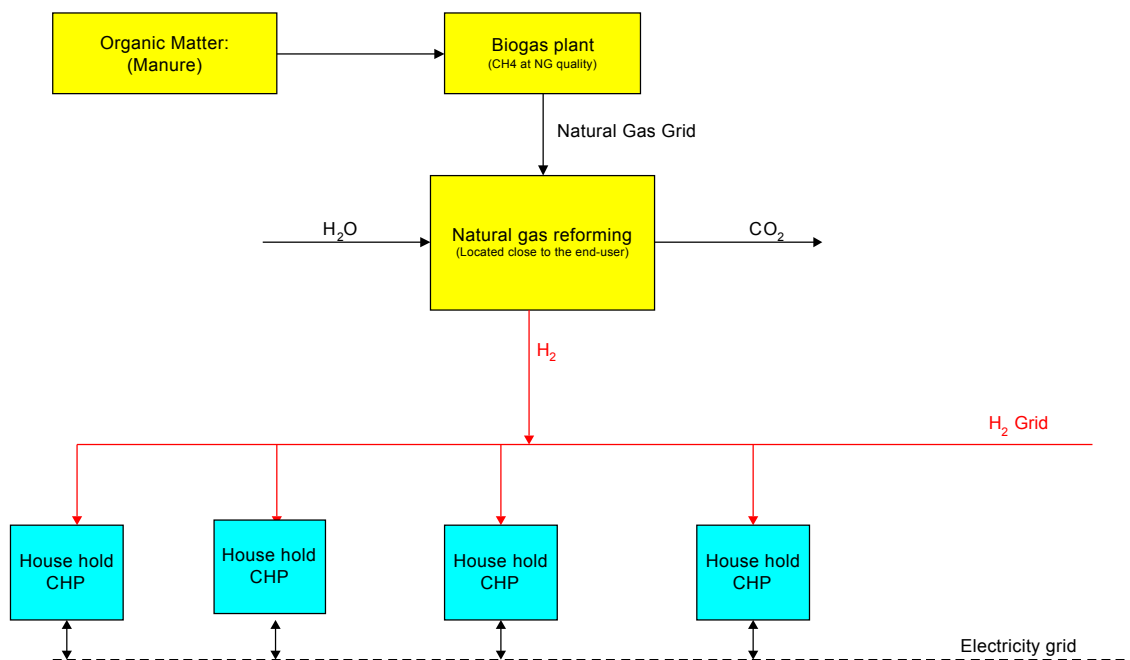 Organic Matter:
(Manure)
Biogas plant
(CH4 at NG quality)
Natural Gas Grid
H₂O
Natural gas reforming
(Located close to the end-user)
CO₂
H₂
H₂ Grid
House hold
CHP
House hold
CHP
House hold
CHP
House hold
CHP
Electricity grid